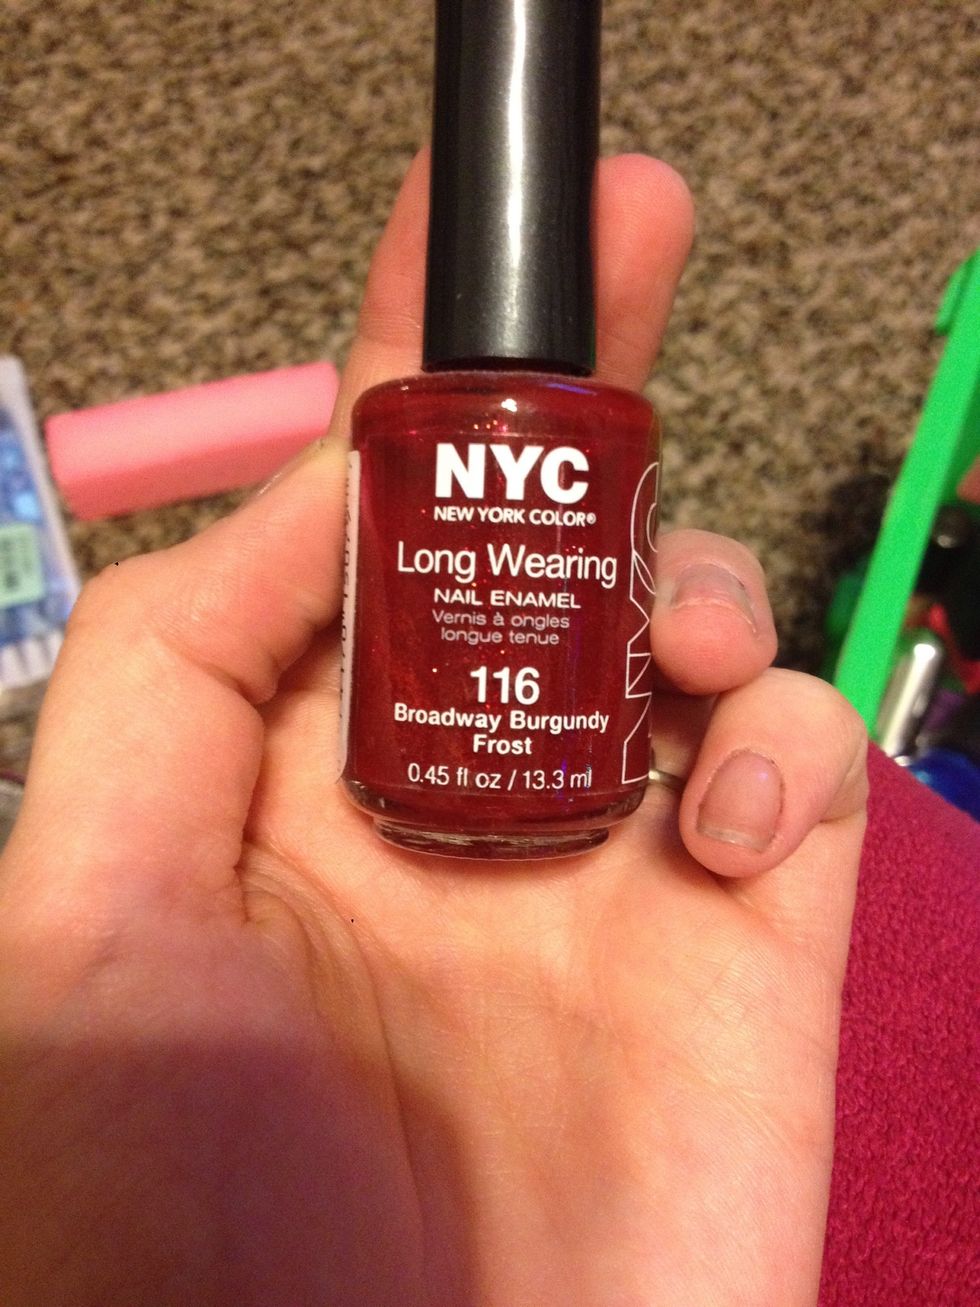 NYC
NEW YORK COLOR®
Long Wearing
NAIL ENAMEL
Vernis à ongles
longue tenue
116
Broadway Burgundy
Frost
0.45 fl oz / 13.3 ml
NYC